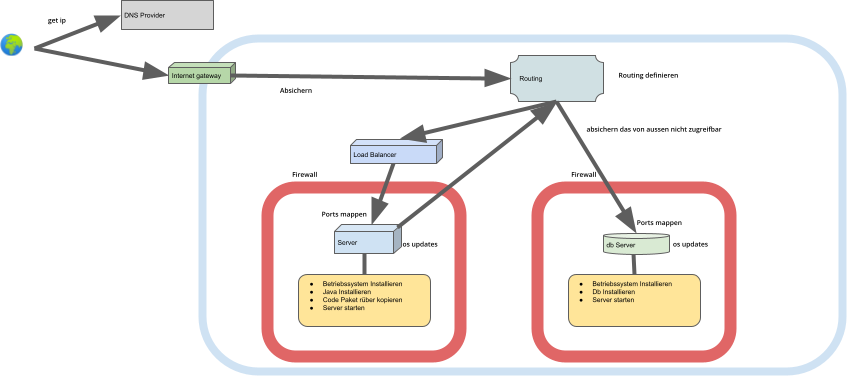 get ip
DNS Provider
Internet gateway
Absichern
Routing
Routing definieren
absichern das von aussen nicht zugreifbar
Load Balancer
Firewall
Firewall
Ports mappen
Server
os updates
Ports mappen
db Server
os updates
● Betriebssystem Installieren
● Java Installieren
● Code Paket rüber kopieren
● Server starten
● Betriebssystem Installieren
● Db Installieren
● Server starten